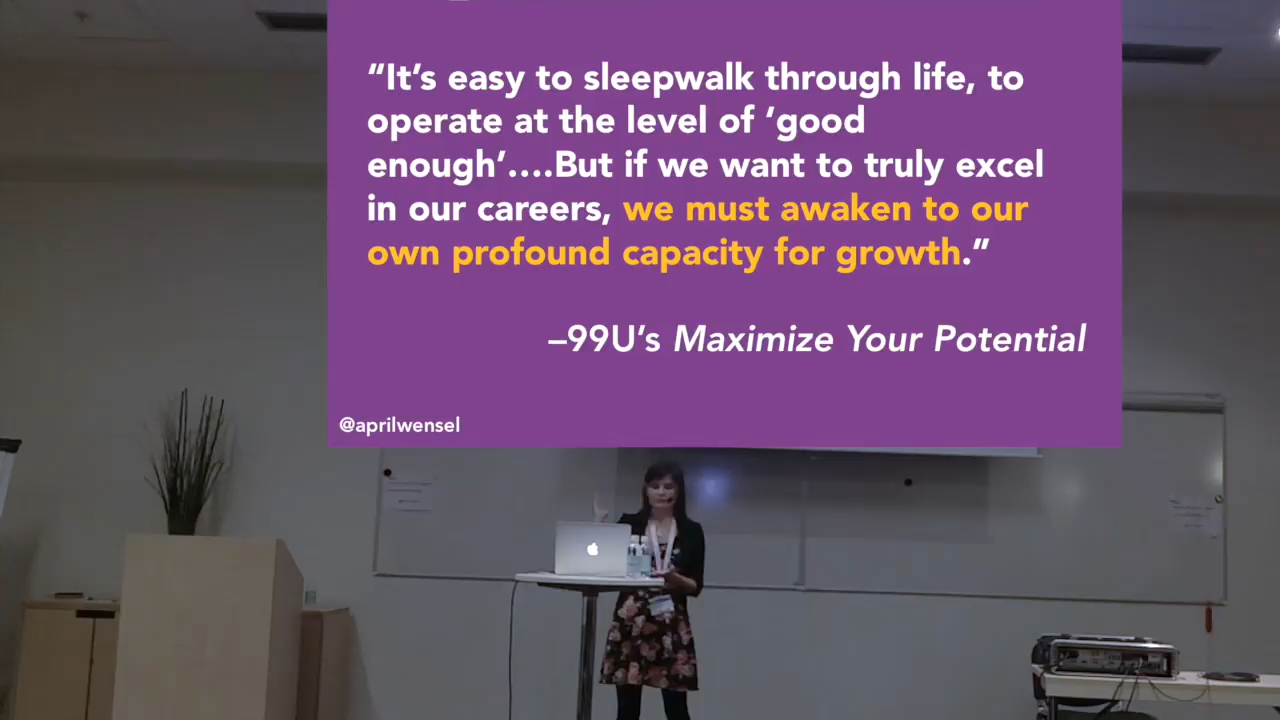 “It’s easy to sleepwalk through life, to
operate at the level of ‘good
enough’….But if we want to truly excel
in our careers, we must awaken to our
own profound capacity for growth.”
–99U’s Maximize Your Potential
@aprilwensel